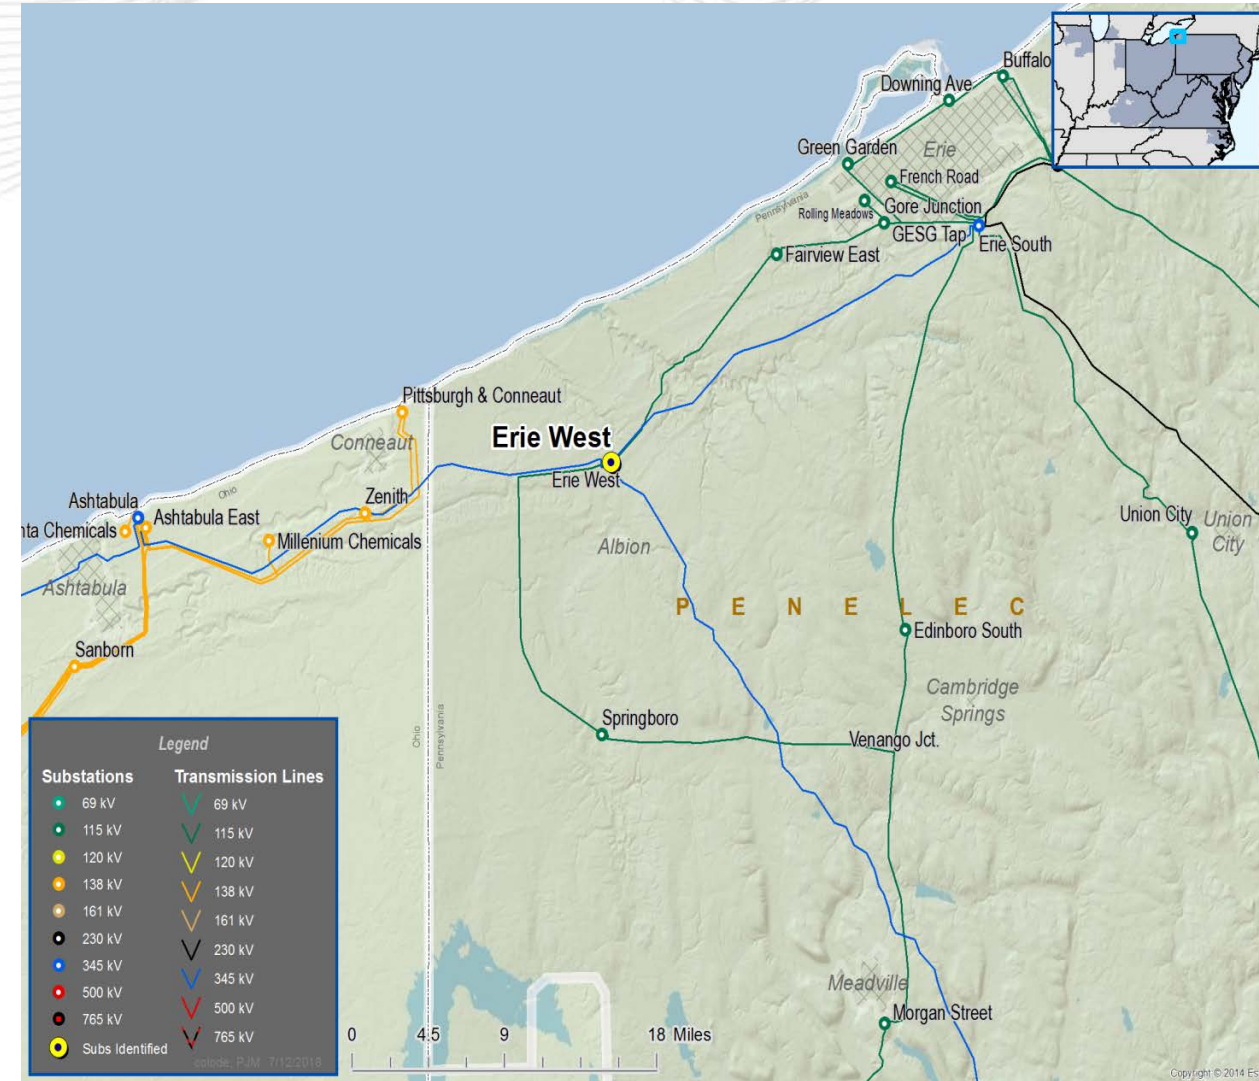 Buffalo
Downing Ave
Green Garden
Erie
French Road
Pennsylvania
Rolling Meadows
Gore Junction
GESG Tap
Erie South
Fairview East
Pittsburgh & Conneaut
Conneaut
Erie West
Erie West
Ohio
Zenith
Ashtabula
Ashtabula East
nta Chemicals
Millenium Chemicals
Union City
Union
City
Albion
Ashtabula
PENELEC
Edinboro South
Sanborn
Cambridge
Springs
Springboro
Venango Jct.
Ohio
Pennsylvania
Legend
Substations
Transmission Lines
69 kV
69 kV
115 kV
115 kV
120 kV
120 kV
138 kV
138 kV
161 kV
161 kV
230 kV
230 kV
345 kV
345 kV
500 kV
500 kV
765 kV
765 kV
Subs Identified
Meadville
Morgan Street
0 4.5 9 18 Miles
Copyright © 2014 E